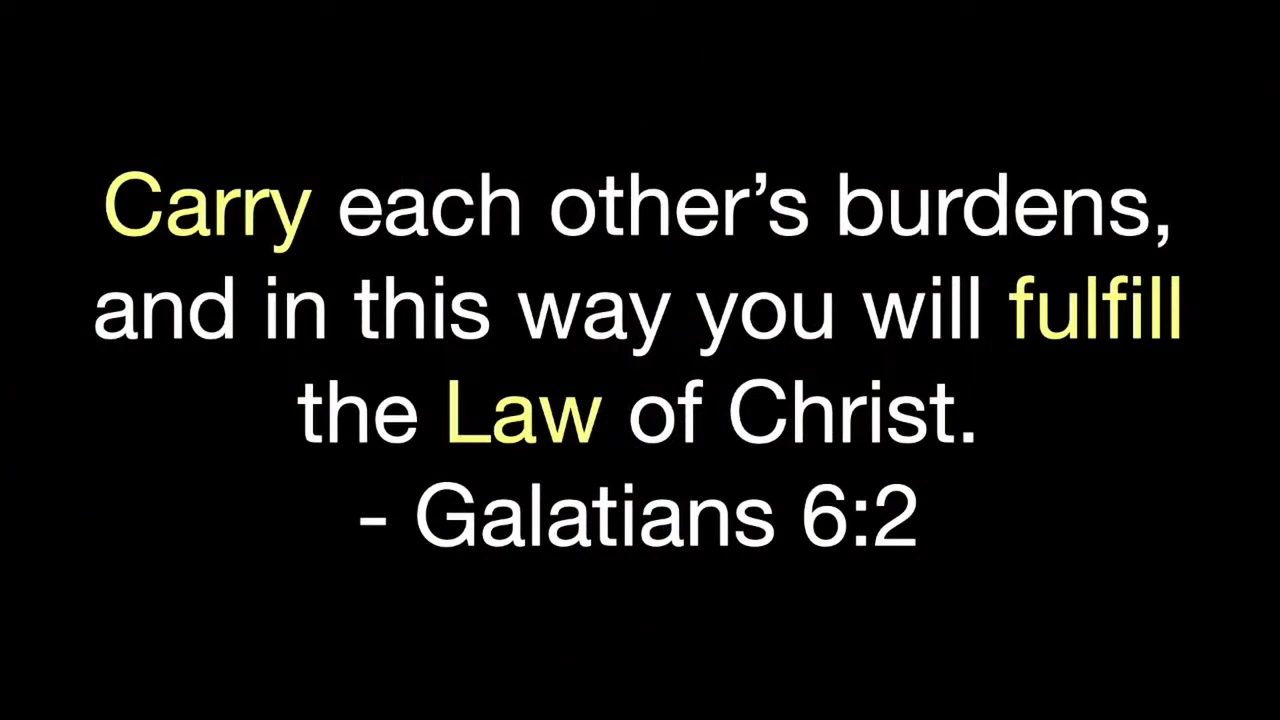 Carry each other’s burdens,
and in this way you will fulfill
the Law of Christ.
- Galatians 6:2